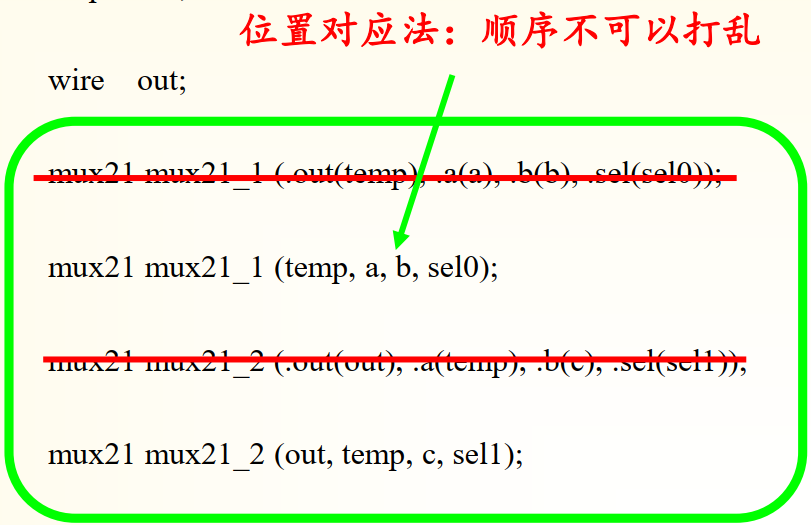 位置对应法：顺序不可以打乱
wire out;
mux21 mux21_1 (.out(temp), .a(a), .b(b), .sel(sel0));
mux21 mux21_1 (temp, a, b, sel0);
mux21 mux21_2 (.out(out), .a(temp), .b(c), .sel(sel1));
mux21 mux21_2 (out, temp, c, sel1);